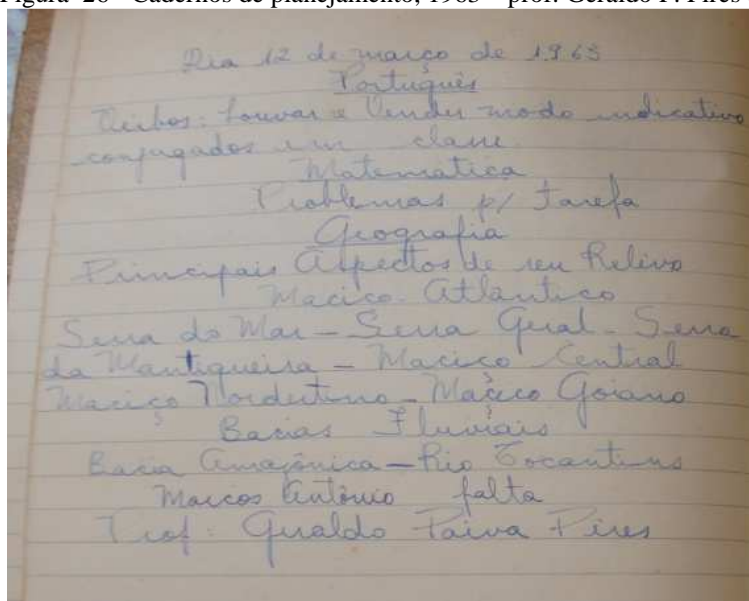 Figura 26 - Cadernos de planejamento, 1963 – prof. Geraldo P. Pires
Dia 12 de março de 1963
Português
Verbos: Louvar e Vender modo indicativo
conjugados em classe
Matemática
Problemas p/ tarefa
Geografia
Principais Aspectos de seu Relevo
Maciço Atlântico
Serra do Mar – Serra Geral – Serra
da Mantiqueira – Maciço Central
Maciço Nordestino – Maciço Goiano
Bacias Fluviais
Bacia Amazônica – Rio Tocantins
Marcos Antônio falta
Prof: Geraldo Paiva Pires